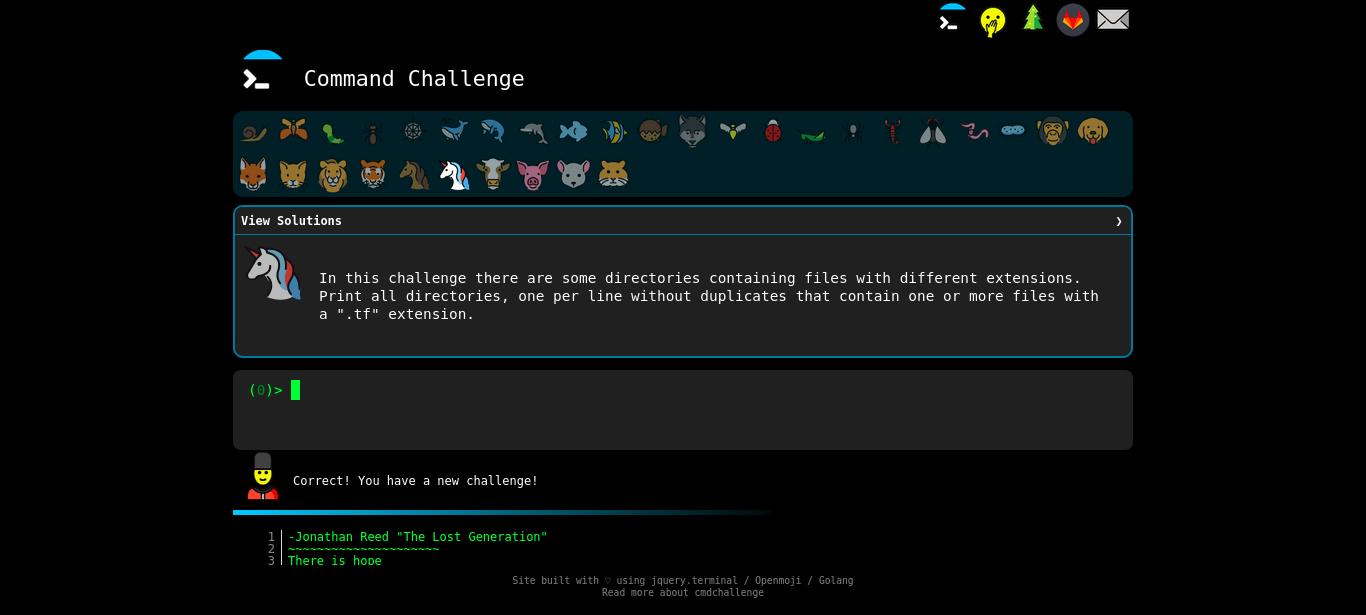 Command Challenge
View Solutions ❯
In this challenge there are some directories containing files with different extensions.
Print all directories, one per line without duplicates that contain one or more files with
a ".tf" extension.
(0)>
Correct! You have a new challenge!
1 -Jonathan Reed "The Lost Generation"
2 ~~~~~~~~~~~~~~~~~~~~~
3 There is hope
Site built with ♡ using jquery.terminal / Openmoji / Golang
Read more about cmdchallenge